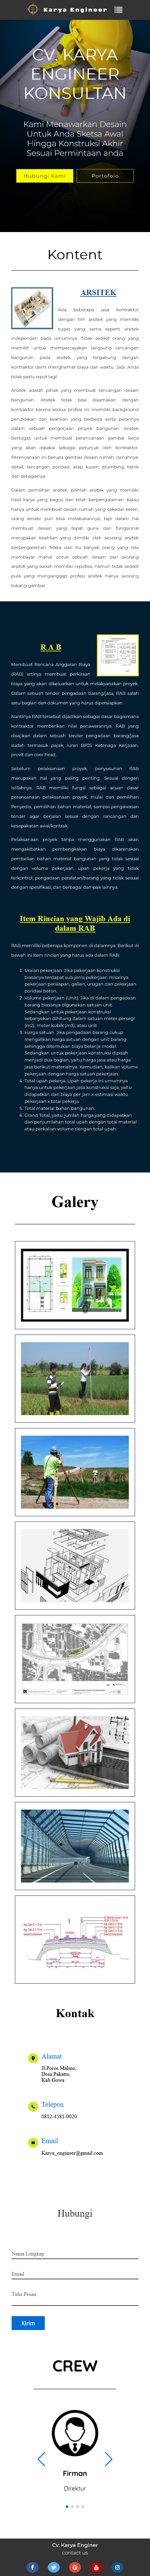 Karya Engineer
CV. KARYA
ENGINEER
KONSULTAN
Kami Menawarkan Desain
Untuk Anda Sketsa Awal
Hingga Konstruksi Akhir
Sesuai Permintaan anda
Hubungi Kami
Portofolio
Kontent
ARSITEK
Ada beberapa jasa kontraktor
dengan bin arsitek yang memiliki
tugas yang sama seperti arsitek
independen pada umumnya. Tidak sedikit orang yang
memilih untuk mempercayakan langsung rancangan
bangunan pada arsitek yang tergabung dengan
kontraktor demi menghemat biaya dan waktu. Jadi, Anda
tidak perlu repot lagi!
Arsitek adalah pihak yang membuat rancangan desain
bangunan. Arsitek tidak bisa disamakan dengan
kontraktor karena kedua profesi ini memiliki background
pendidikan dan keahlian yang berbeda serta perannya
dalam sebuah pengerjaan proyek bangunan. Arsitek
bertugas untuk membuat perencanaan gambar kerja
yang akan dipakai sebagai petunjuk oleh kontraktor.
Perencanaan ini berupa gambar desain rumah, dendahnya,
detail, rancangan pondasi, atap, kusen, plumbing, listrik
dan sebagainya.
Dalam pemilihan arsitek, pilihlah arsitek yang memiliki
hasil karya yang bagus dan telah berpengalaman. Kalau
hanya untuk membuat desain rumah yang sekedar keren,
orang amatir pun bisa melakukannya, tapi dalam hal
membuat desain yang tepat guna dan fungsional
merupakan keahlian yang dimiliki oleh seorang arsitek
berpengalaman. Maka dari itu banyak orang yang rela
membayar mahal untuk sebuah desain dari seorang
arsitek yang sudah memiliki reputasi, namun tidak sedikit
pula yang menganggap profesi arsitek hanya seorang
tukang gambar.
R A B
Membuat Rencana Anggaran Biaya
(RAB) artinya membuat perkiraan
biaya yang akan dikeluarkan untuk melaksanakan proyek.
Dalam sebuah tender pengadaan barang/jasa, RAB ialah
satu bagian dari dokumen yang harus dipersiapkan.
Nantinya RAB tersebut dijadikan sebagai dasar bagaimana
kontraktor memberikan nilai penawarannya. RAB yang
disajikan dalam sebuah tender pengadaan barang/jasa
sudah termasuk pajak, iuran BPJS Ketenaga Kerjaan,
provit dan over head.
Sebelum pelaksanaan proyek, penyusunan RAB
merupakan hal yang paling penting. Sesuai dengan
istilahnya, RAB memiliki fungsi sebagai acuan dasar
perencanaan pelaksanaan proyek, mulai dari pemilihan
Penyedia, pemilihan bahan material, sampai pengawasan
tender agar berjalan sesuai dengan rancangan dan
kesepakatan awal/kontrak.
Pelaksanaan proyek tanpa menggunakan RAB akan
mengakibatkan pembengkakan biaya dikarenakan
pembelian bahan material bangunan yang tidak sesuai
dengan volume pekerjaan, upah pekerja yang tidak
terkontrol, pengadaan peralatan/barang yang tidak sesuai
dengan spesifikasi, dan berbagai dampak lainnya.
Item Rincian yang Wajib Ada di
dalam RAB
RAB memiliki beberapa komponen di dalamnya. Berikut di
bawah ini item rincian yang harus ada dalam RAB:
1. Uraian pekerjaan. Jika pekerjaan konstruksi
biasanya terdapat sub jenis pekerjaan misalnya
pekerjaan persiapan, galian, urugan dan pekerjaan
pondasi beton.
2. Volume pekerjaan (Unit). Jika di dalam pengadaan
barang biasanya digunakan satuan unit.
Sedangkan untuk pekerjaan konstruksi
kebanyakan dihitung dalam satuan meter persegi
(m2), meter kubik (m3), atau unit
3. Harga satuan. Jika pengadaan barang cukup
mengalikan harga satuan dengan unit barang
sehingga ditemukan biaya belanja modal.
Sedangkan untuk pekerjaan konstruksi dipilah
menjadi dua bagian, yaitu harga jasa atau harga
jasa berikut materialnya. Kemudian, kalikan volume
pekerjaan dengan harga satuan pekerjaan.
4. Total upah pekerja. Upah pekerja ini umumnya
hanya untuk pekerjaan jasa konstruksi saja, yaitu
didapatkan dari biaya per jam x estimasi waktu
pekerjaan x total pekerja.
5. Total material bahan bangunan.
6. Grand Total, yaitu jumlah harga yang didapatkan
dari penjumlahan total upah dengan total material
atau perkalian volume dengan total upah.
Galery
Kontak
Alamat
Jl.Poros Malino,
Desa Pakatto,
Kab Gowa
Telepon
0812-4581-0020
Email
Karya_engineer@gmail.com
Hubungi
Nama Lengkap
Email
Tulis Pesan
Kirim
CREW
Firman
Direktur
Cv. Karya Enginer
contact us